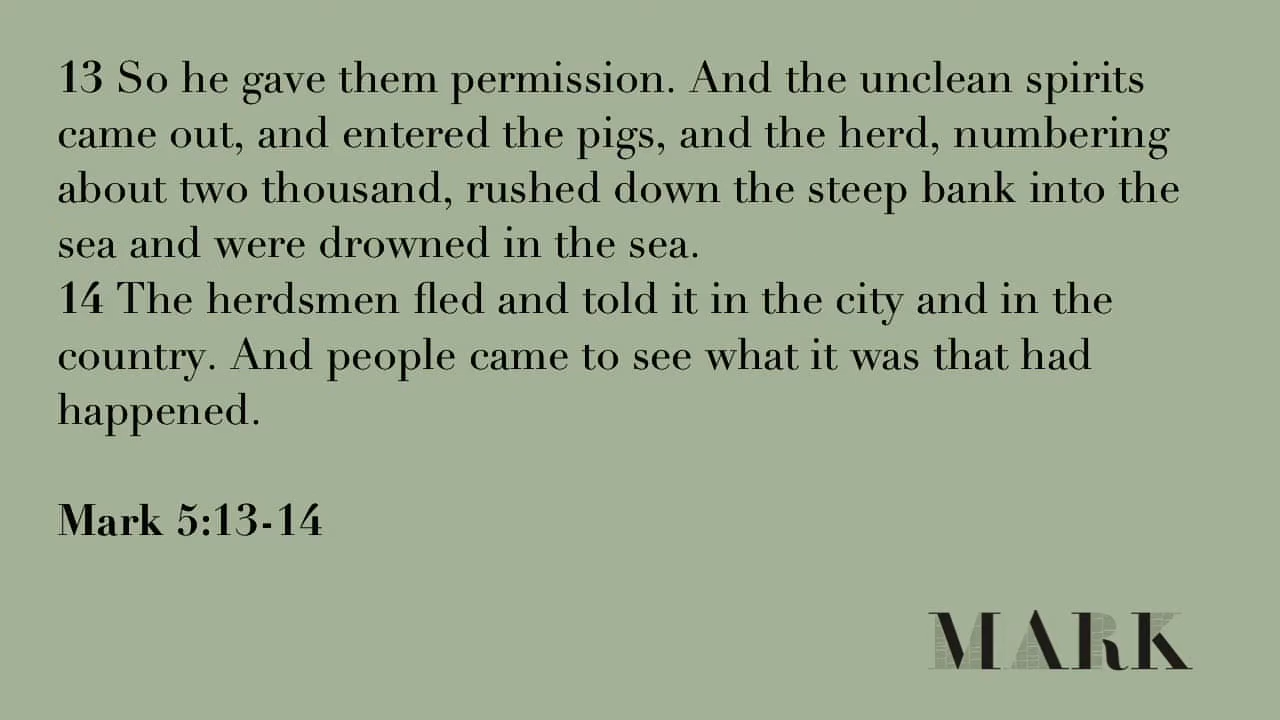 13 So he gave them permission. And the unclean spirits
came out, and entered the pigs, and the herd, numbering
about two thousand, rushed down the steep bank into the
sea and were drowned in the sea.
14 The herdsmen fled and told it in the city and in the
country. And people came to see what it was that had
happened.
Mark 5:13-14
MARK